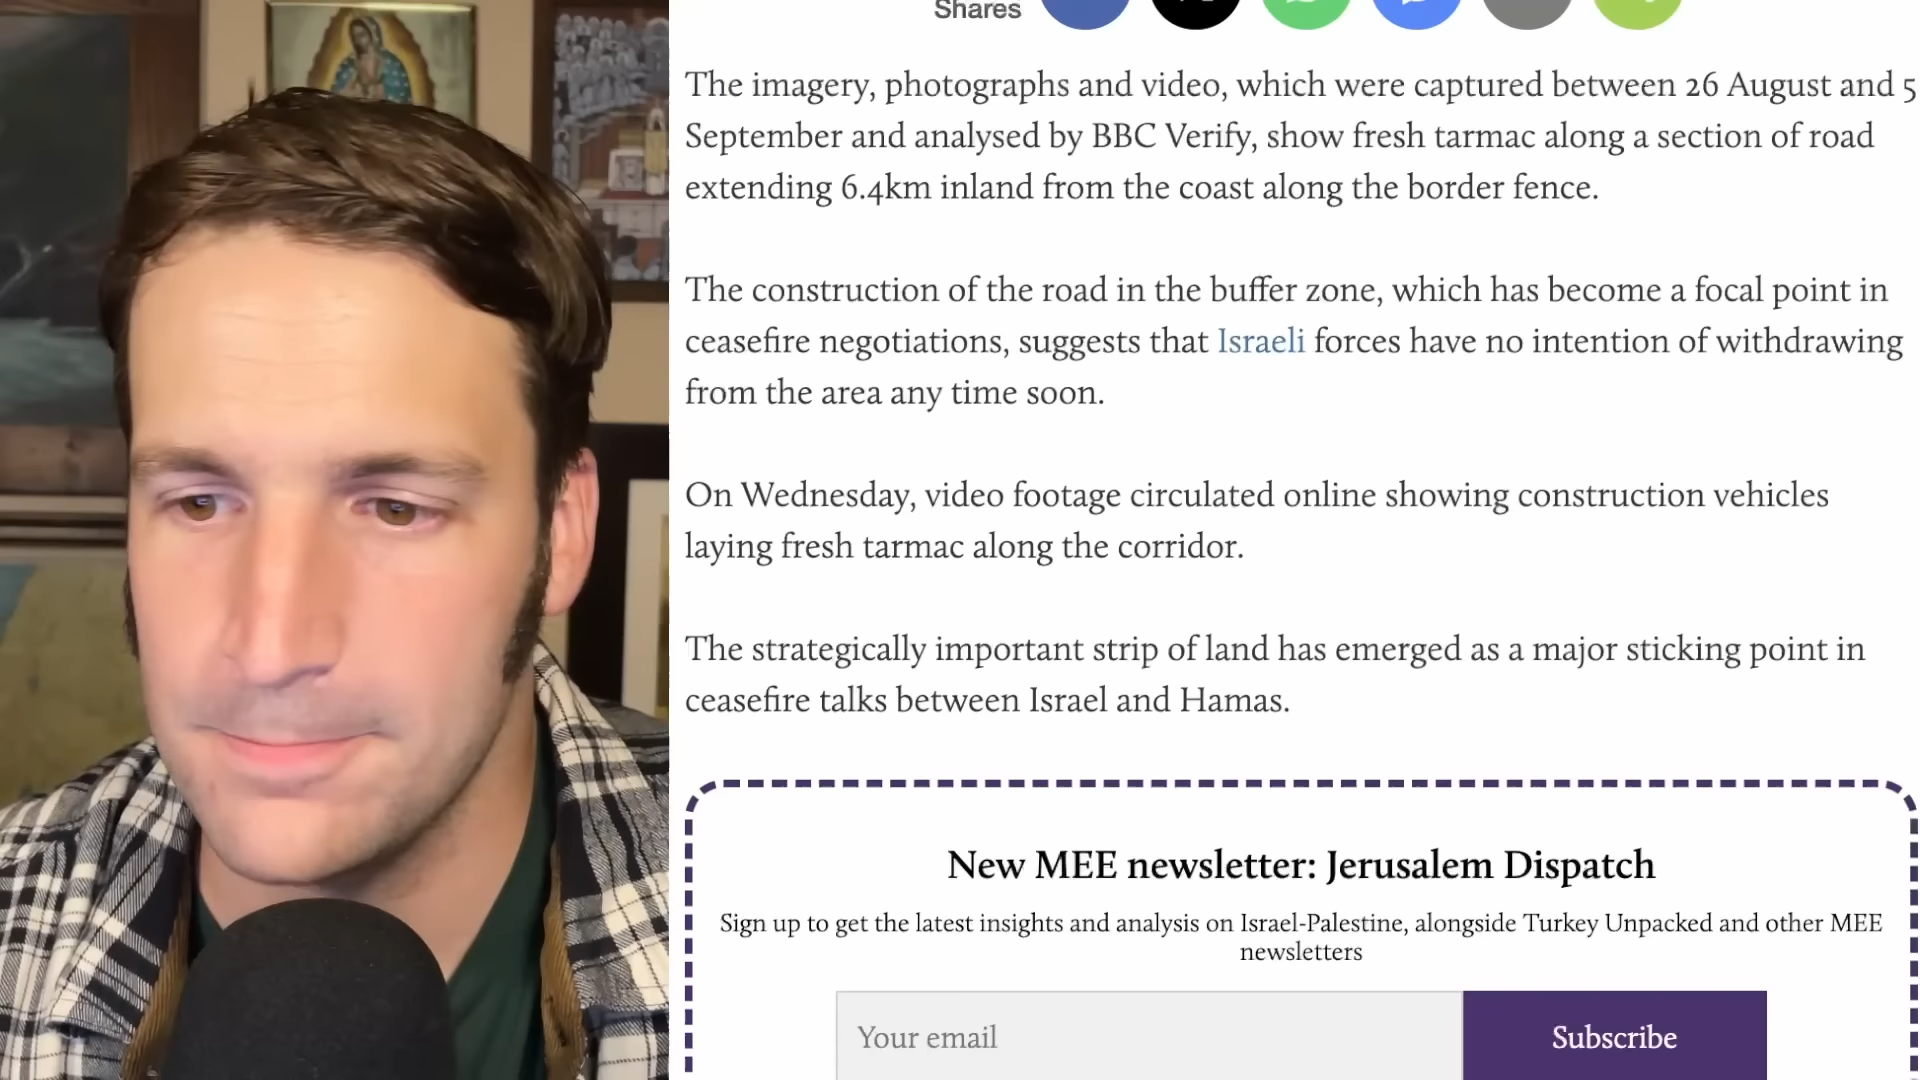 Shares
The imagery, photographs and video, which were captured between 26 August and 5
September and analysed by BBC Verify, show fresh tarmac along a section of road
extending 6.4km inland from the coast along the border fence.
The construction of the road in the buffer zone, which has become a focal point in
ceasefire negotiations, suggests that Israeli forces have no intention of withdrawing
from the area any time soon.
On Wednesday, video footage circulated online showing construction vehicles
laying fresh tarmac along the corridor.
The strategically important strip of land has emerged as a major sticking point in
ceasefire talks between Israel and Hamas.
New MEE newsletter: Jerusalem Dispatch
Sign up to get the latest insights and analysis on Israel-Palestine, alongside Turkey Unpacked and other MEE
newsletters
Your email
Subscribe